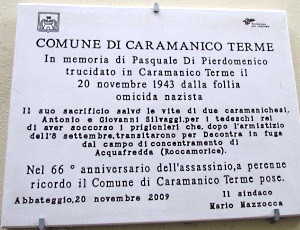 COMUNE DI CARAMANICO TERME
In memoria di Pasquale Di Pierdomenico
trucidato in Caramanico Terme il
20 novembre 1943 dalla follia
omicida nazista
Il suo sacrificio salvò le vite di due caramanichesi,
Antonio e Giovanni Silvaggi,per i tedeschi rei
di aver soccorso i prigionieri che, dopo l'armistizio
dell'8 settembre,transitarono per Decontra in fuga
dal campo di concentramento di
Acquafredda (Roccamorice).
Nel 66° anniversario dell'assassinio,a perenne
ricordo il Comune di Caramanico Terme pose.
Abbateggio,20 novembre 2009
Il sindaco
Mario Mazzocca